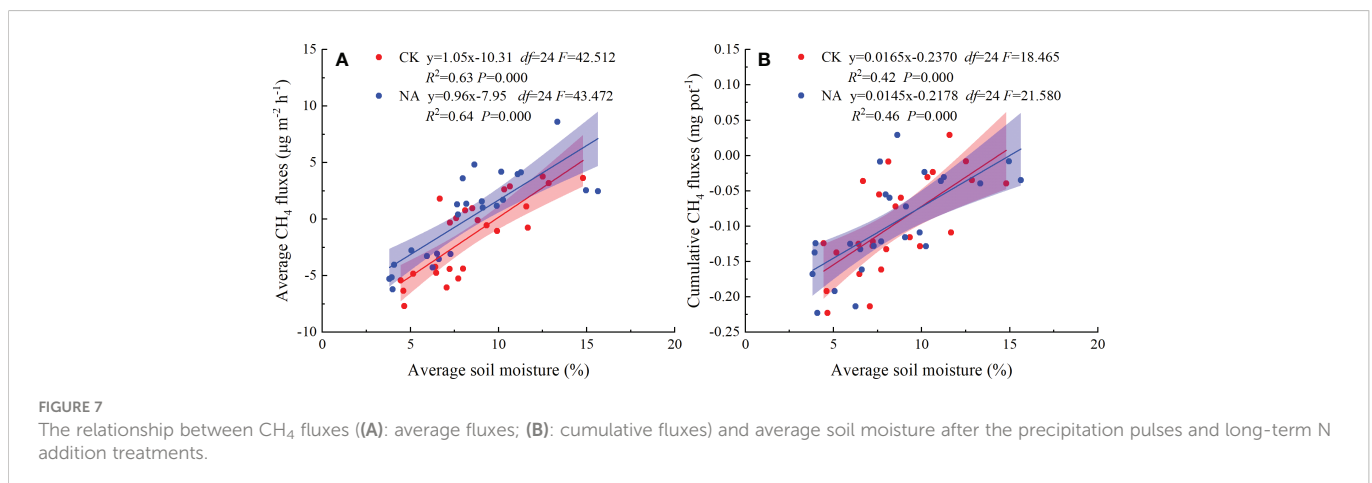 A
CK y=1.05x-10.31 df=24 F=42.512
R²=0.63 P=0.000
NA y=0.96x-7.95 df=24 F=43.472
R²=0.64 P=0.000
15
10
5
0
-5
-10
Average CH₄ fluxes (μg m⁻² h⁻¹)
0 5 10 15 20
Average soil moisture (%)
B
CK y=0.0165x-0.2370 df=24 F=18.465
R²=0.42 P=0.000
NA y=0.0145x-0.2178 df=24 F=21.580
R²=0.46 P=0.000
0.15
0.10
0.05
0.00
-0.05
-0.10
-0.15
-0.20
-0.25
Cumulative CH₄ fluxes (mg pot⁻¹)
0 5 10 15 20
Average soil moisture (%)
FIGURE 7
The relationship between CH₄ fluxes ((A): average fluxes; (B): cumulative fluxes) and average soil moisture after the precipitation pulses and long-term N
addition treatments.